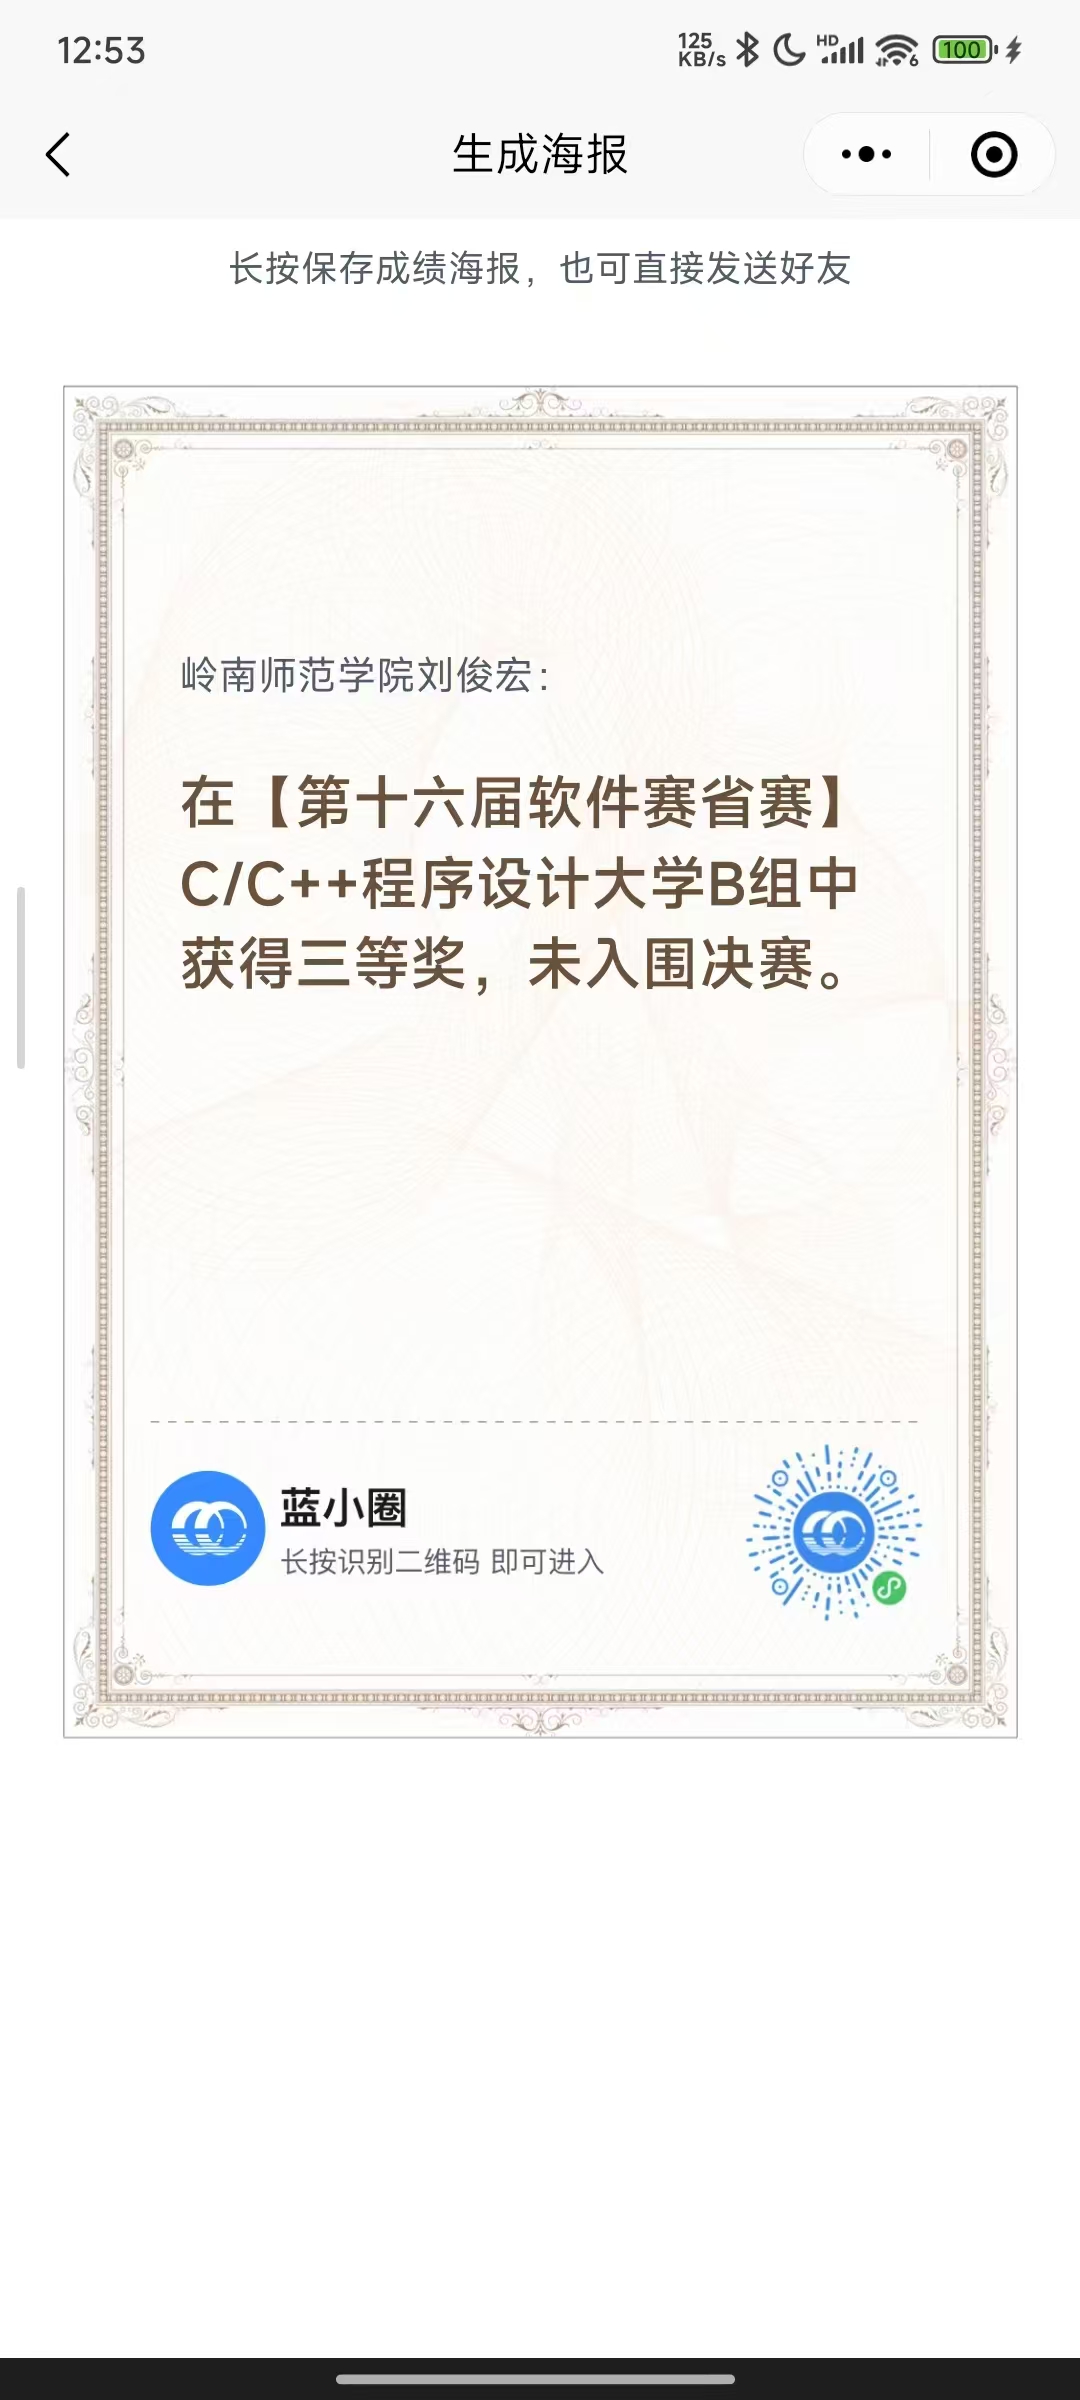 12:53
125
KB/s
HD
6
100
生成海报
长按保存成绩海报，也可直接发送好友
岭南师范学院刘俊宏：
在【第十六届软件赛省赛】
C/C++程序设计大学B组中
获得三等奖，未入围决赛。
蓝小圈
长按识别二维码 即可进入